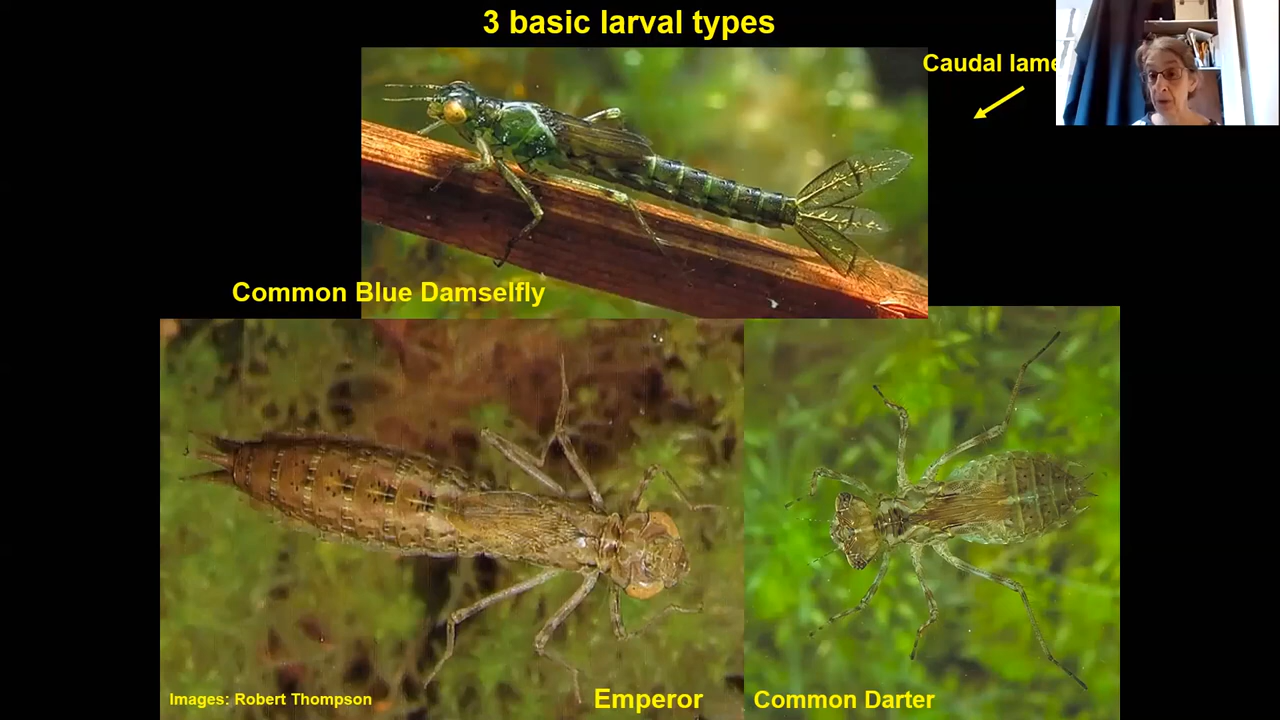 3 basic larval types
Caudal lame
Common Blue Damselfly
Images: Robert Thompson
Emperor
Common Darter